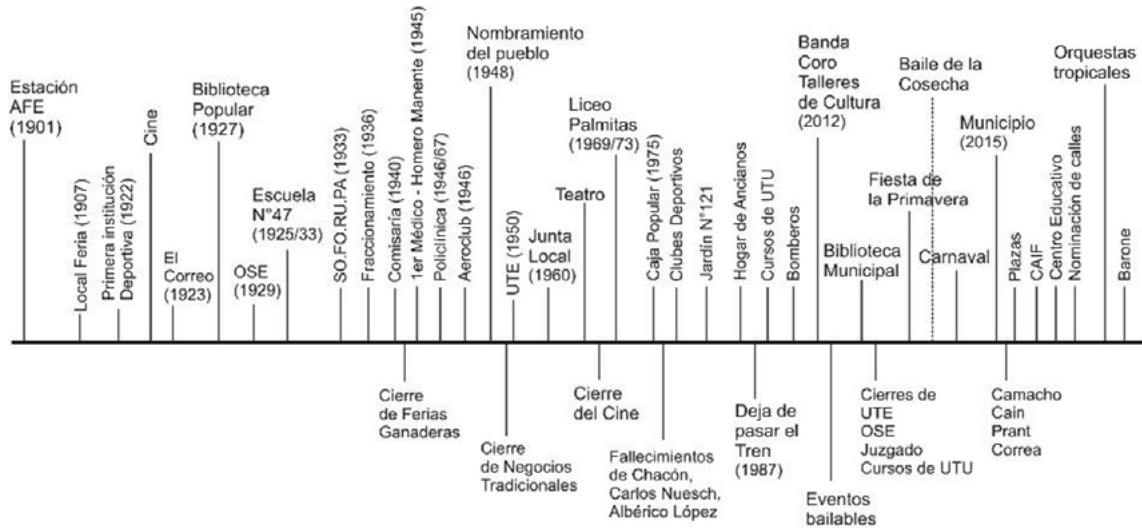 Estación
AFE
(1901)
Local Feria (1907)
Primera institución
Deportiva (1922)
Cine
El
Correo
(1923)
Biblioteca
Popular
(1927)
OSE
(1929)
Escuela
N°47
(1925/33)
SO.FO.RU.PA (1933)
Fraccionamiento (1936)
Comisaría (1940)
1er Médico - Homero Manente (1945)
Policlínica (1946/67)
Aeroclub (1946)
Nombramiento
del pueblo
(1948)
UTE (1950)
Junta
Local
(1960)
Teatro
Liceo
Palmitas
(1969/73)
Caja Popular (1975)
Clubes Deportivos
Jardín N°121
Hogar de Ancianos
Cursos de UTU
Bomberos
Banda
Coro
Talleres
de Cultura
(2012)
Biblioteca
Municipal
Fiesta de
la Primavera
Baile de la
Cosecha
Carnaval
Municipio
(2015)
Plazas
CAIF
Centro Educativo
Nominación de calles
Orquestas
tropicales
Barone
Cierre
de Ferias
Ganaderas
Cierre
de Negocios
Tradicionales
Cierre
del Cine
Fallecimientos
de Chacón,
Carlos Nuesch,
Albérico López
Deja de
pasar el
Tren
(1987)
Eventos
bailables
Cierres de
UTE
OSE
Juzgado
Cursos de UTU
Camacho
Cain
Prant
Correa